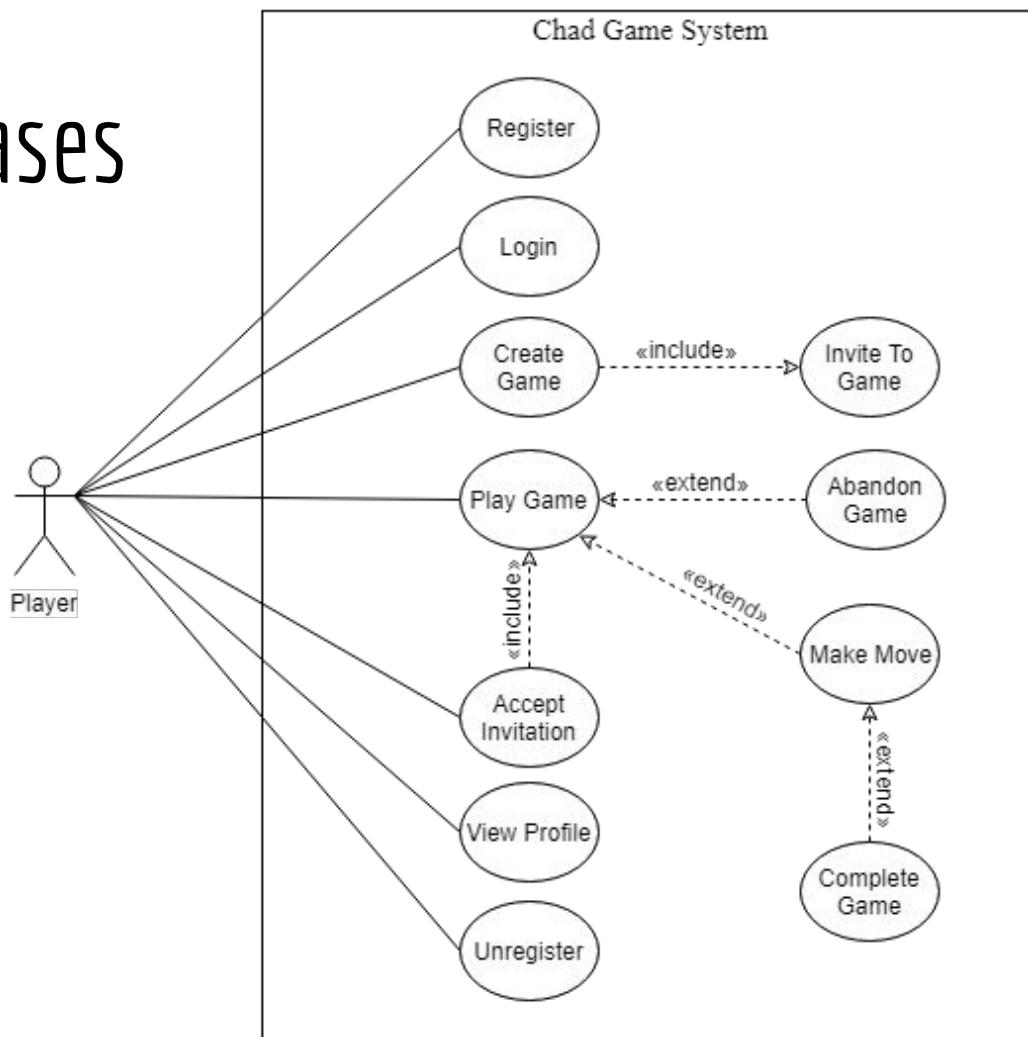 ases
Chad Game System
Register
Login
Create
Game
«include»
Invite To
Game
Play Game
«extend»
Abandon
Game
«extend»
Make Move
«include»
Accept
Invitation
«extend»
View Profile
Complete
Game
Unregister
Player